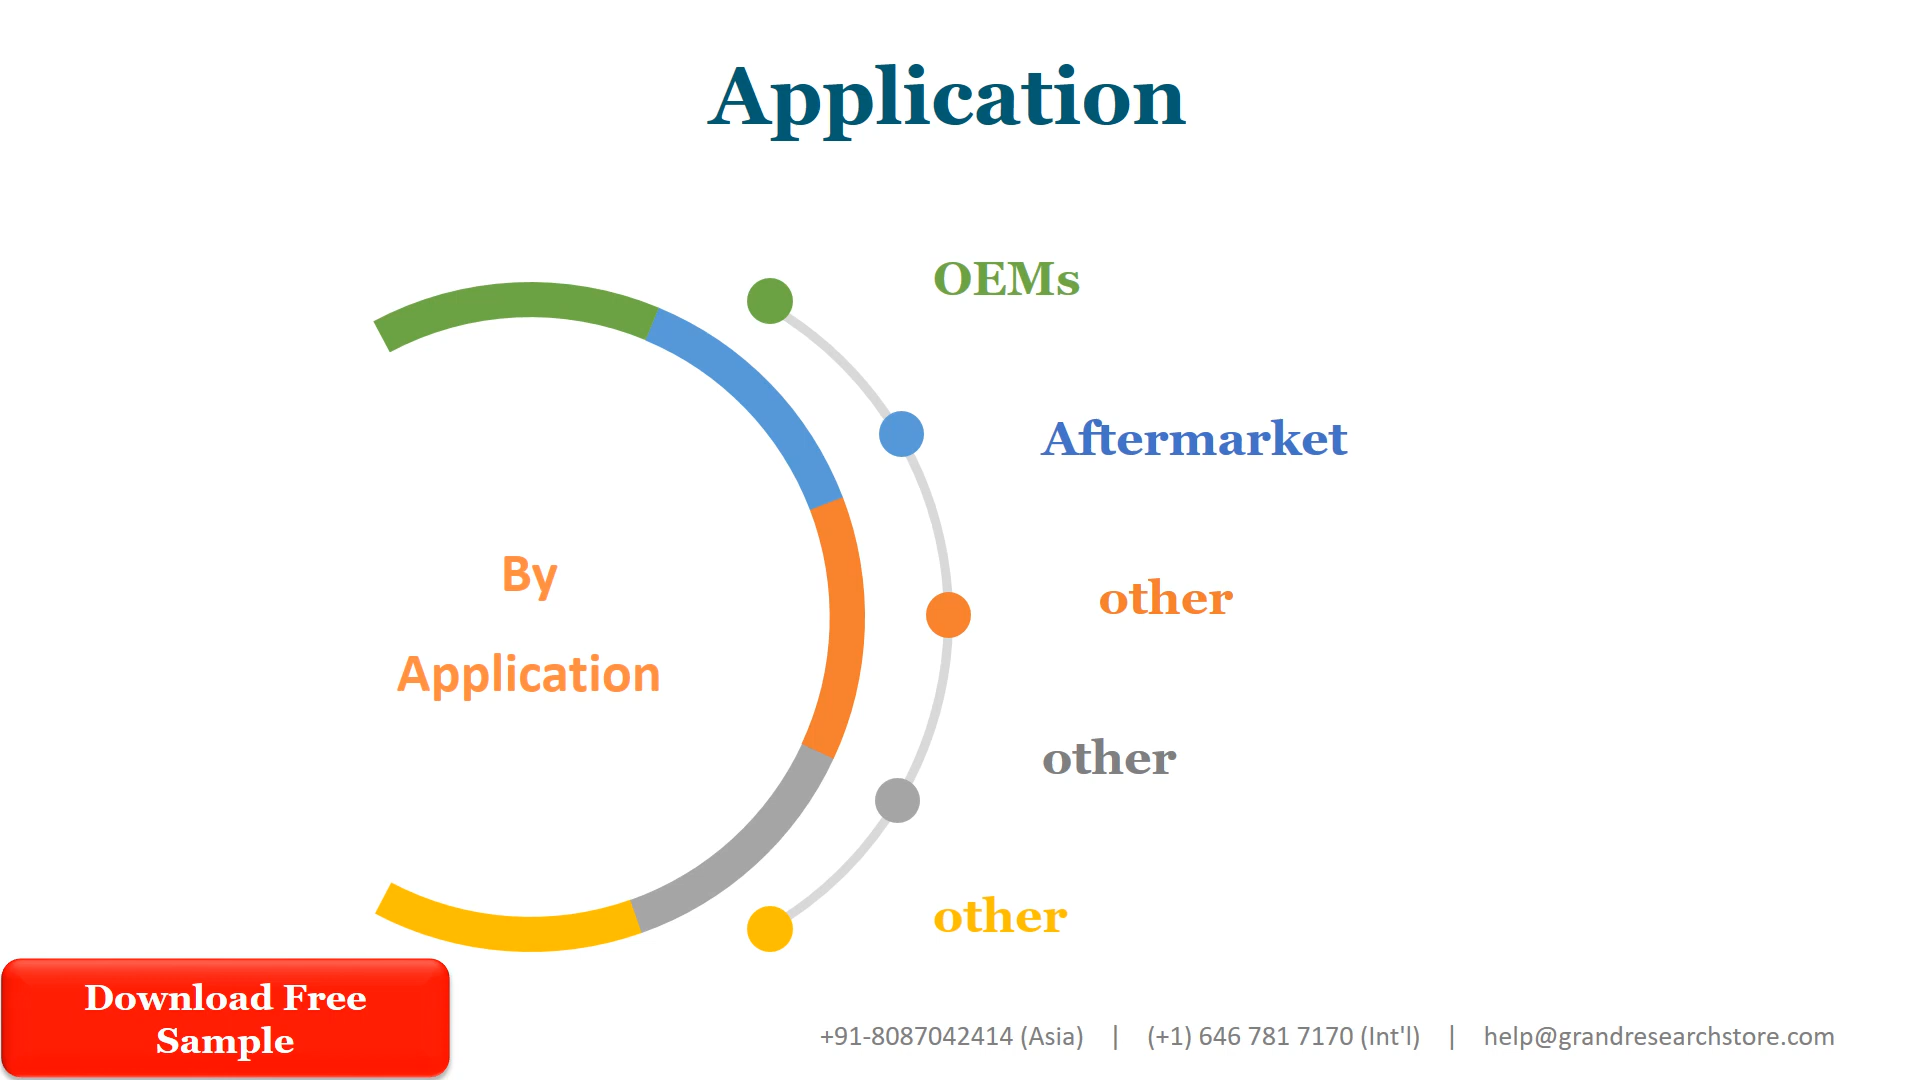 Application
OEMs
Aftermarket
By
Application
other
other
other
Download Free
Sample
+91-8087042414 (Asia) | (+1) 646 781 7170 (Int'l) | help@grandresearchstore.com